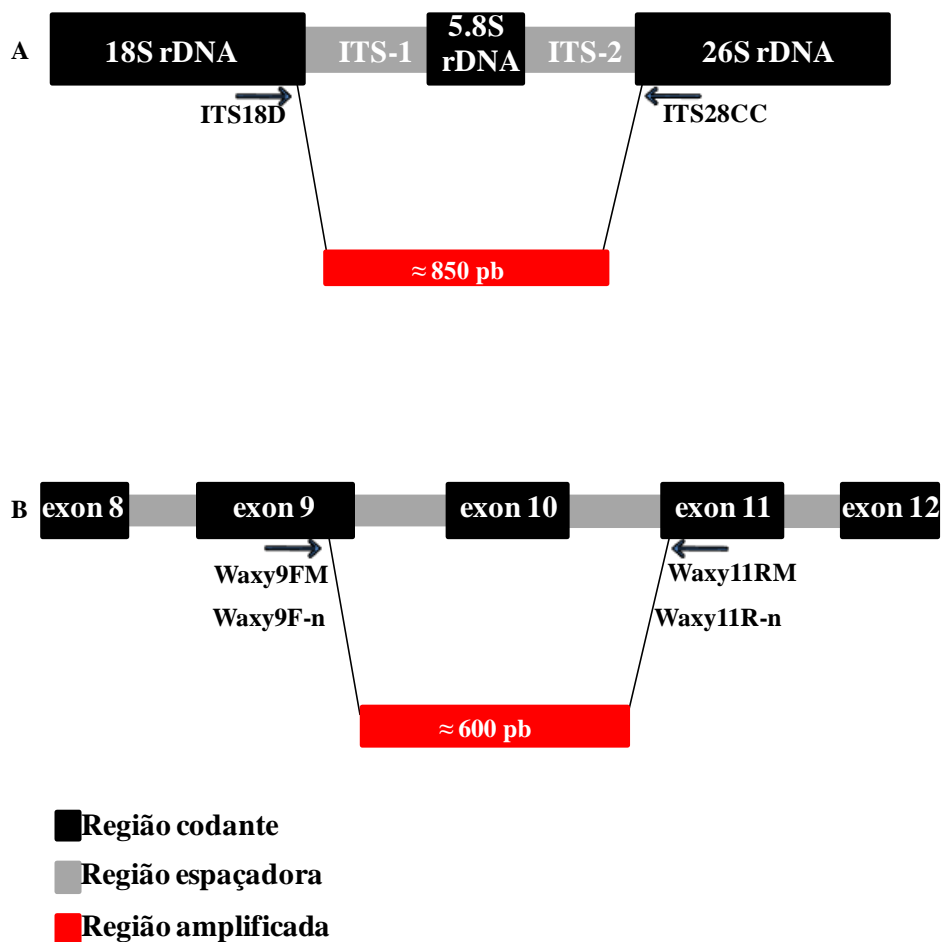 A
18S rDNA
ITS-1
5.8S
rDNA
ITS-2
26S rDNA
ITS18D
ITS28CC
≈ 850 pb
B
exon 8
exon 9
exon 10
exon 11
exon 12
Waxy9FM
Waxy9F-n
Waxy11RM
Waxy11R-n
≈ 600 pb
Região codante
Região espaçadora
Região amplificada